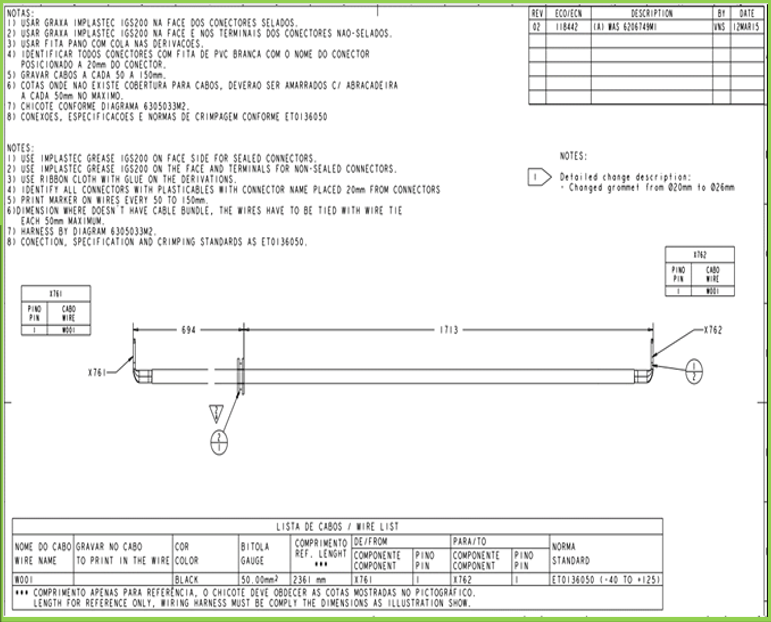 NOTAS:
1) USAR GRAXA IMPLASTEC IGS200 NA FACE DOS CONECTORES SELADOS.
2) USAR GRAXA IMPLASTEC IGS200 NA FACE E NOS TERMINAIS DOS CONECTORES NAO-SELADOS.
3) USAR FITA PANO COM COLA NAS DERIVACOES.
4) IDENTIFICAR TODOS CONECTORES COM FITA DE PVC BRANCA COM O NOME DO CONECTOR
POSICIONADO A 20mm DO CONECTOR.
5) GRAVAR CABOS A CADA 50 A 150mm.
6) COTAS ONDE NAO EXISTE COBERTURA PARA CABOS, DEVERAO SER AMARRADOS C/ ABRACADEIRA
A CADA 50mm NO MAXIMO.
7) CHICOTE CONFORME DIAGRAMA 6305033M2.
8) CONEXOES, ESPECIFICACOES E NORMAS DE CRIMPAGEM CONFORME ET0136050
REV ECO/ECN DESCRIPTION BY DATE
02 118442 (A) WAS 6206749M1 VNS 12MAR15
NOTES:
1) USE IMPLASTEC GREASE IGS200 ON FACE SIDE FOR SEALED CONNECTORS.
2) USE IMPLASTEC GREASE IGS200 ON THE FACE AND TERMINALS FOR NON-SEALED CONNECTORS.
3) USE RIBBON CLOTH WITH GLUE ON THE DERIVATIONS.
4) IDENTIFY ALL CONNECTORS WITH PLASTICABLES WITH CONNECTOR NAME PLACED 20mm FROM CONNECTORS
5) PRINT MARKER ON WIRES EVERY 50 TO 150mm.
6)DIMENSION WHERE DOESN´T HAVE CABLE BUNDLE, THE WIRES HAVE TO BE TIED WITH WIRE TIE
EACH 50mm MAXIMUM.
7) HARNESS BY DIAGRAM 6305033M2.
8) CONECTION, SPECIFICATION AND CRIMPING STANDARDS AS ET0136050.
NOTES:
1 Detailed change description:
- Changed grommet from Ø20mm to Ø26mm
X762
PINO CABO
PIN WIRE
1 W001
X761
PINO CABO
PIN WIRE
1 W001
694 1713
X762
X761
1
2
2
1
LISTA DE CABOS / WIRE LIST
NOME DO CABO GRAVAR NO CABO COR BITOLA COMPRIMENTO DE/FROM PARA/TO NORMA
WIRE NAME TO PRINT IN THE WIRE COLOR GAUGE REF. LENGHT COMPONENTE PINO COMPONENTE PINO STANDARD
*** COMPONENT PIN COMPONENT PIN
W001 BLACK 50.00mm² 2361 mm X761 1 X762 1 ET0136050 (-40 TO +125)
*** COMPRIMENTO APENAS PARA REFERÊNCIA, O CHICOTE DEVE OBDECER AS COTAS MOSTRADAS NO PICTOGRÁFICO.
LENGTH FOR REFERENCE ONLY, WIRING HARNESS MUST BE COMPLY THE DIMENSIONS AS ILLUSTRATION SHOW.